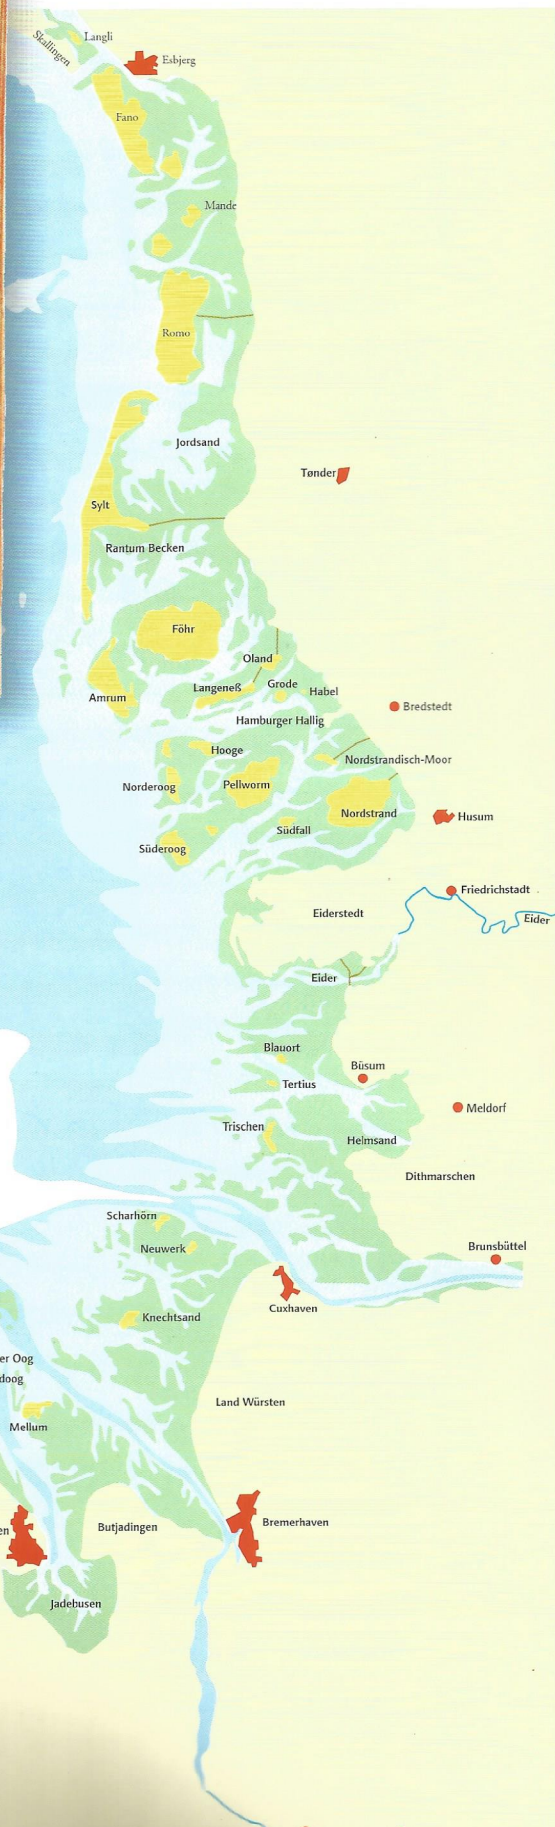 Skallingen
Langli
Esbjerg
Fano
Mande
Romo
Jordsand
Tønder
Sylt
Rantum Becken
Föhr
Oland
Langeneß
Grode
Habel
Amrum
Bredstedt
Hamburger Hallig
Hooge
Nordstrandisch-Moor
Norderoog
Pellworm
Nordstrand
Husum
Südfall
Süderoog
Friedrichstadt
Eiderstedt
Eider
Eider
Blauort
Büsum
Tertius
Meldorf
Trischen
Helmsand
Dithmarschen
Scharhörn
Neuwerk
Brunsbüttel
Cuxhaven
Knechtsand
er Oog
doog
Land Würsten
Mellum
Bremerhaven
Butjadingen
en
Jadebusen